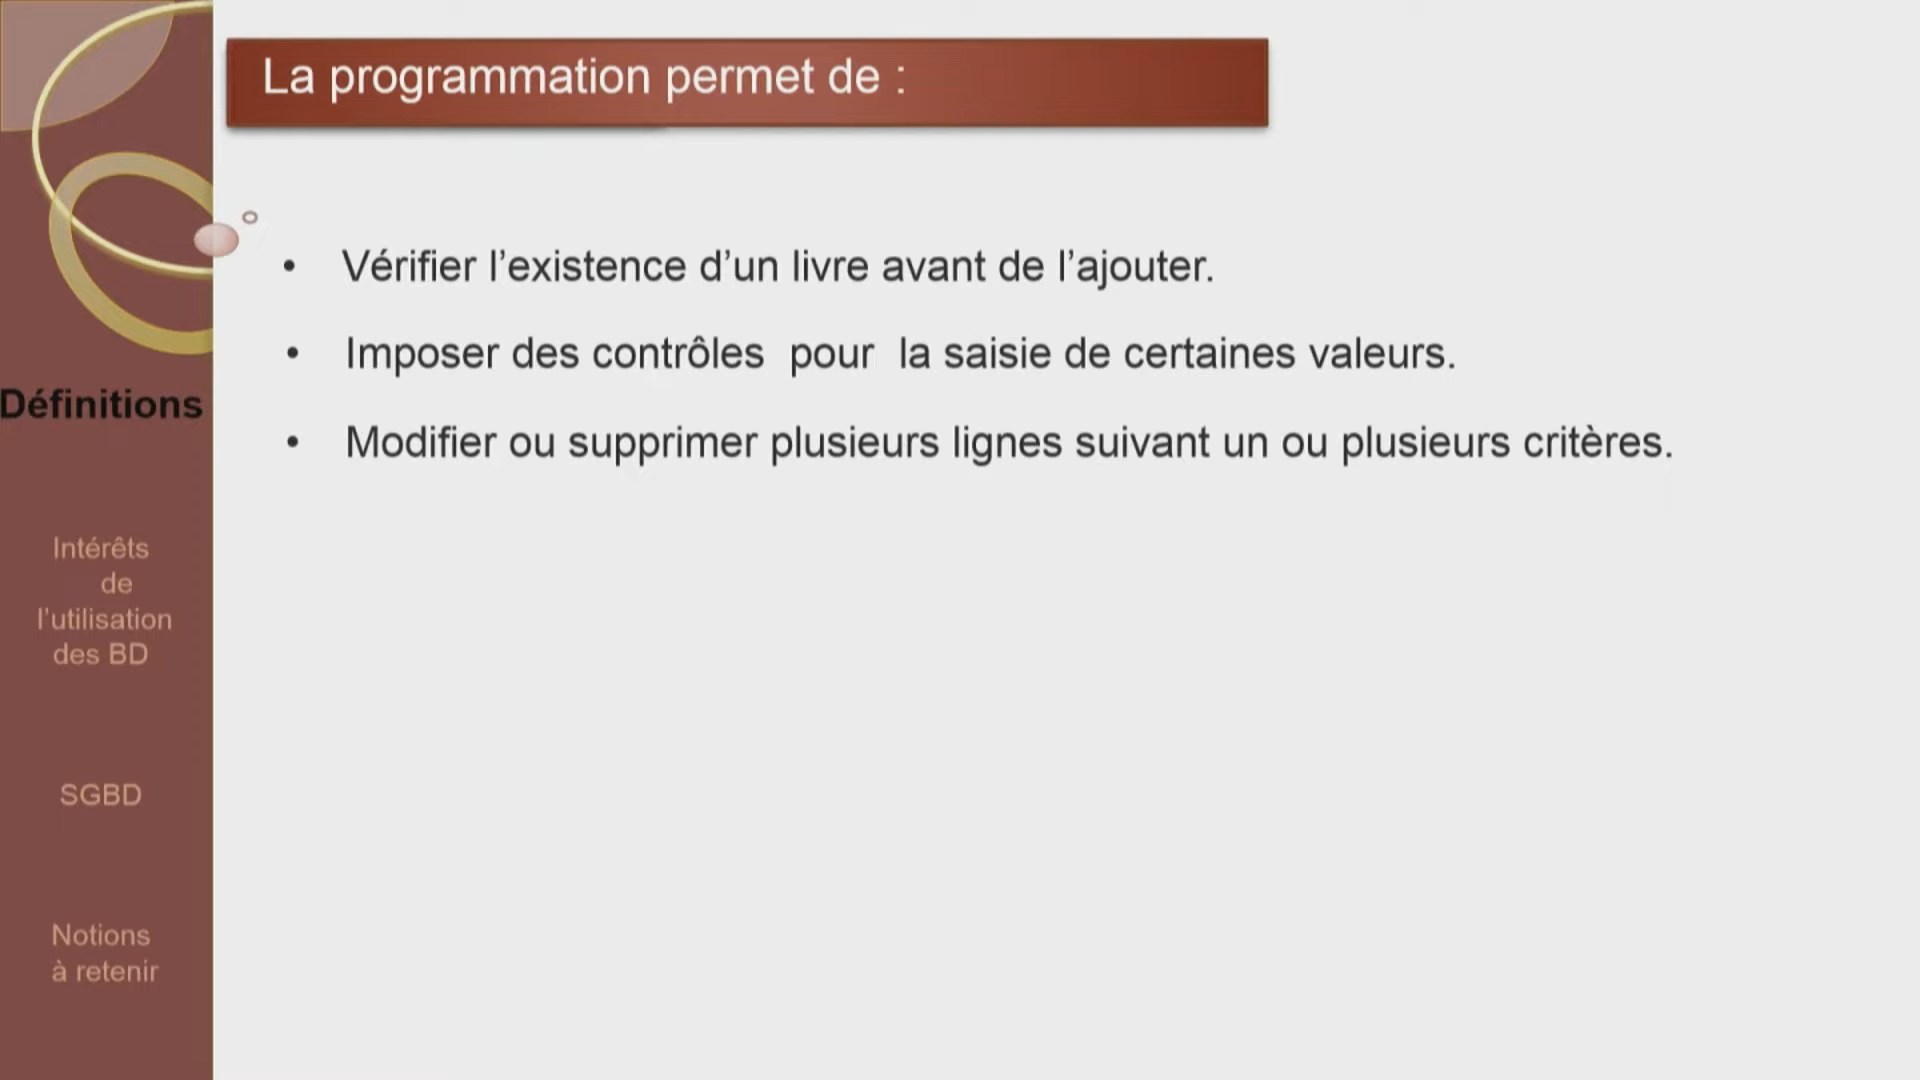 La programmation permet de :
• Vérifier l’existence d’un livre avant de l’ajouter.
• Imposer des contrôles pour la saisie de certaines valeurs.
• Modifier ou supprimer plusieurs lignes suivant un ou plusieurs critères.
Définitions
Intérêts
de
l’utilisation
des BD
SGBD
Notions
à retenir